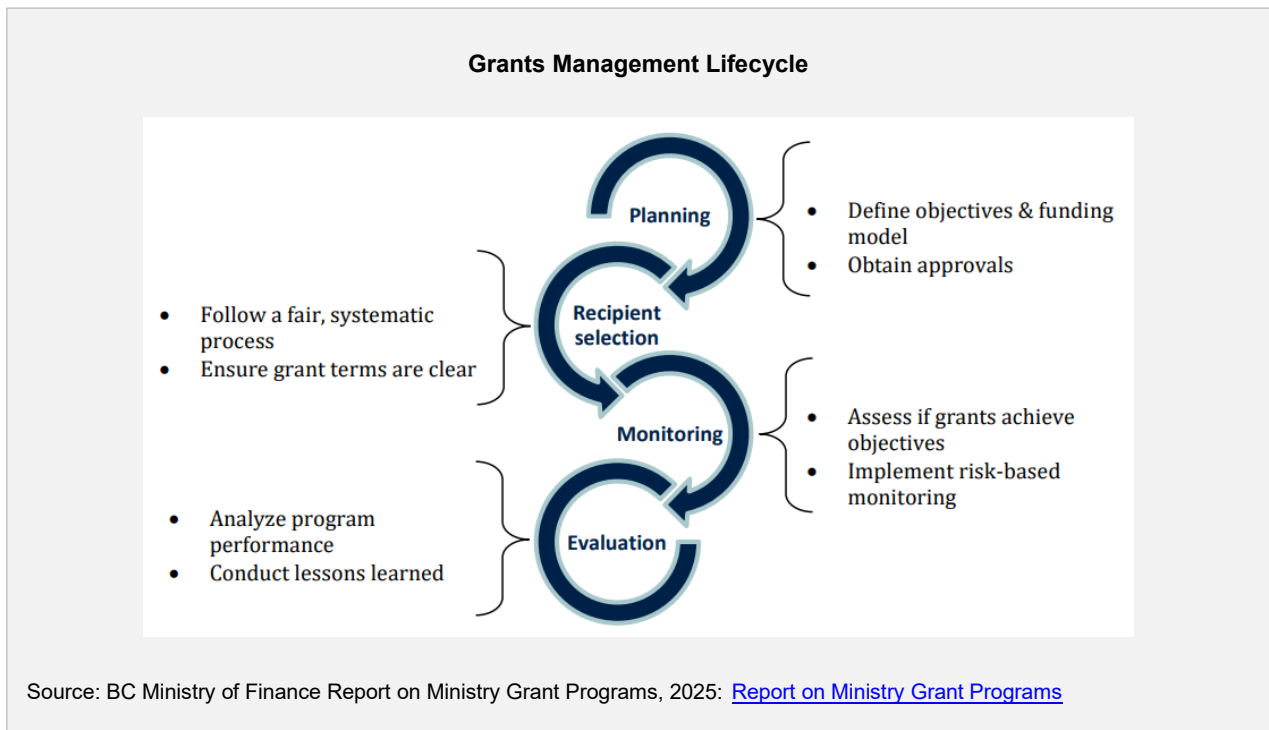 Grants Management Lifecycle
Planning
• Define objectives & funding
model
• Obtain approvals
Recipient
selection
• Follow a fair, systematic
process
• Ensure grant terms are clear
Monitoring
• Assess if grants achieve
objectives
• Implement risk-based
monitoring
Evaluation
• Analyze program
performance
• Conduct lessons learned
Source: BC Ministry of Finance Report on Ministry Grant Programs, 2025: Report on Ministry Grant Programs